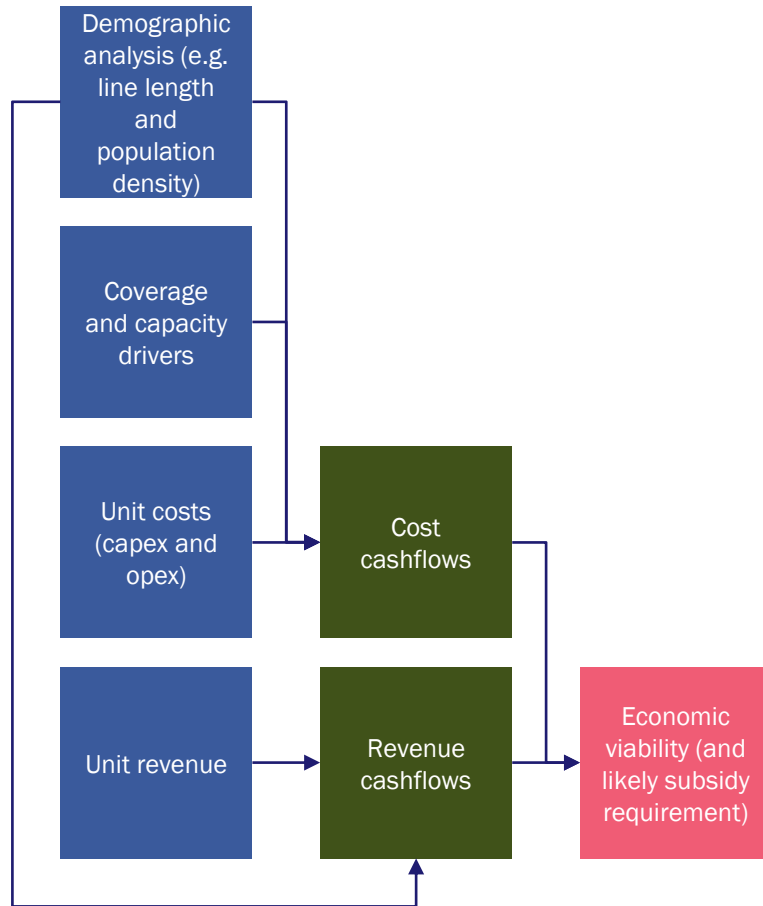 Demographic
analysis (e.g.
line length
and
population
density)
Coverage
and capacity
drivers
Unit costs
(capex and
opex)
Cost
cashflows
Unit revenue
Revenue
cashflows
Economic
viability (and
likely subsidy
requirement)